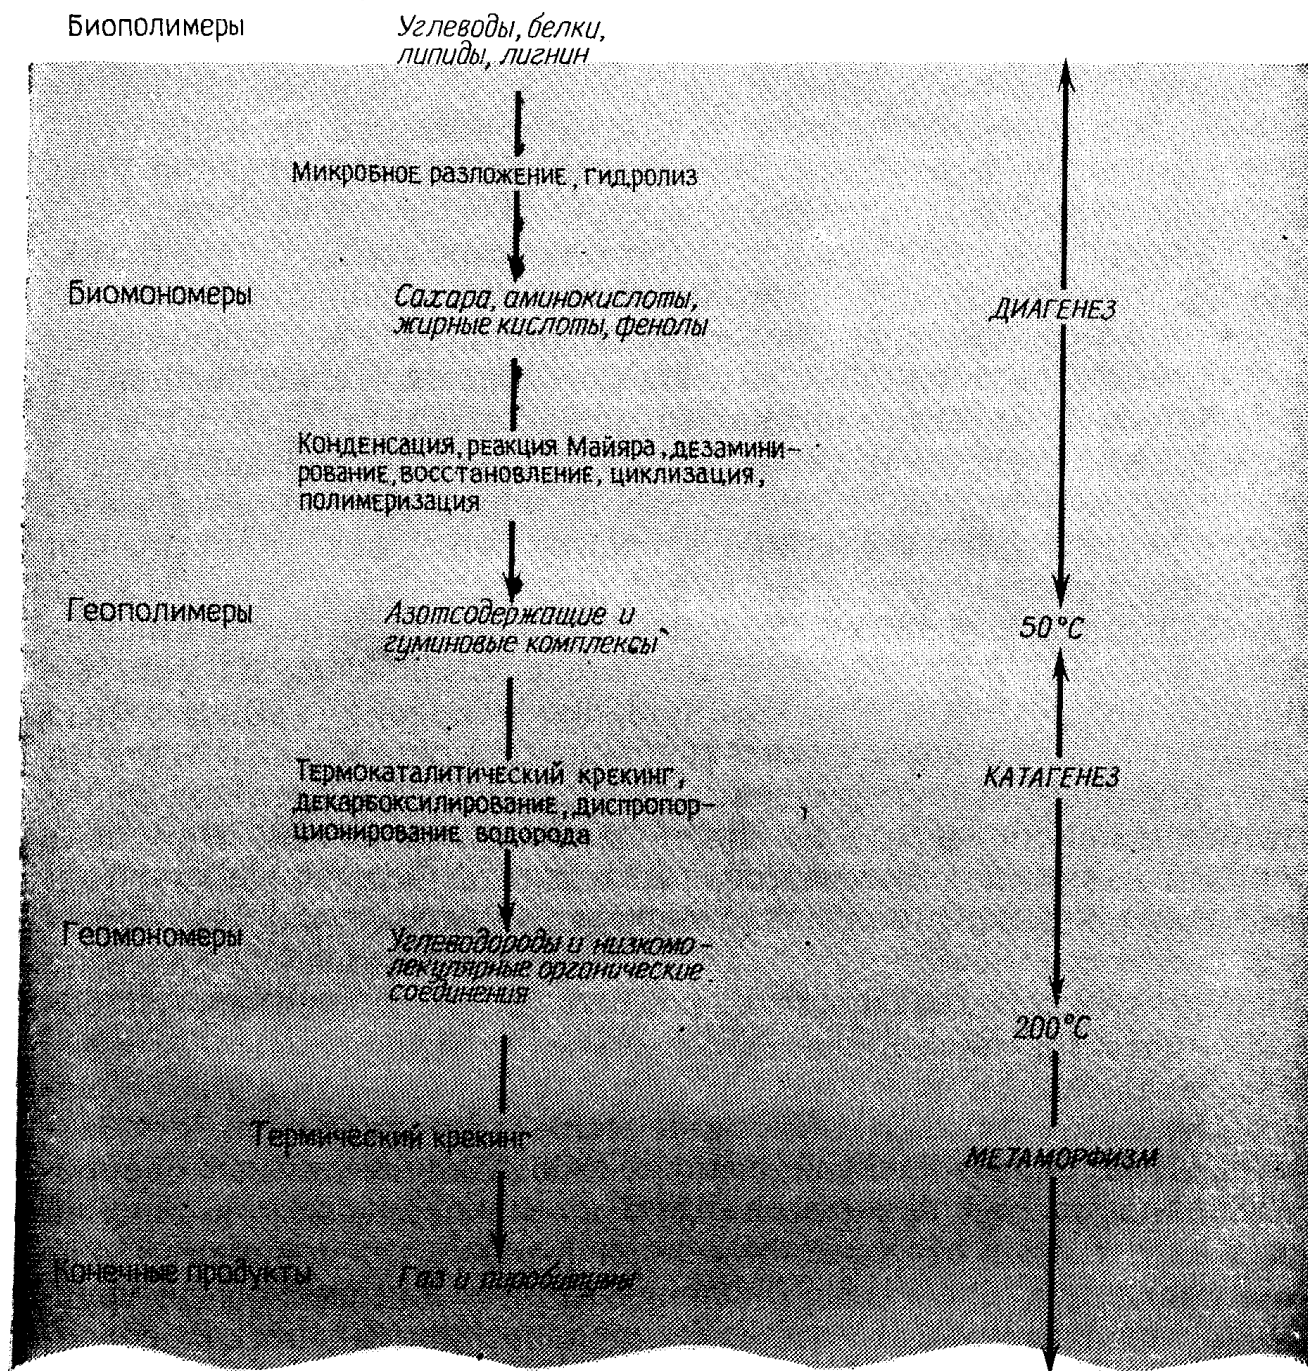 Биополимеры
Углеводы, белки,
липиды, лигнин
Микробное разложение, гидролиз
Биомономеры
Сахара, аминокислоты,
жирные кислоты, фенолы
ДИАГЕНЕЗ
Конденсация, реакция Майяра, дезамини-
рование, восстановление, циклизация,
полимеризация
Геополимеры
Азотсодержащие и
гуминовые комплексы
50°C
Термокаталитический крекинг,
декарбоксилирование, диспропор-
ционирование водорода
КАТАГЕНЕЗ
Геомономеры
Углеводороды и низкомо-
лекулярные органические
соединения
200°C
Термический крекинг
МЕТАМОРФИЗМ
Конечные продукты
Газ и пиробитумы